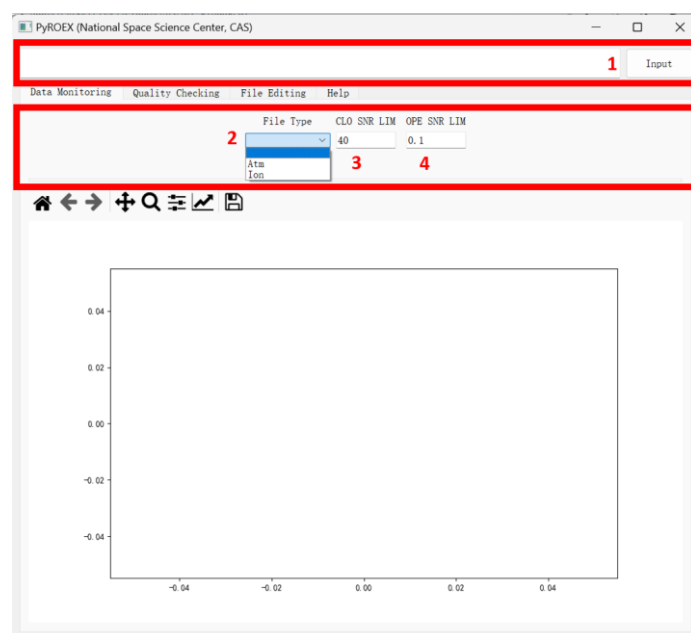 PyROEX (National Space Science Center, CAS)
1 Input
Data Monitoring Quality Checking File Editing Help
File Type CLO SNR LIM OPE SNR LIM
2 40 0.1
Atm 3 4
Ion
0.04
0.02
0.00
-0.02
-0.04
-0.04 -0.02 0.00 0.02 0.04